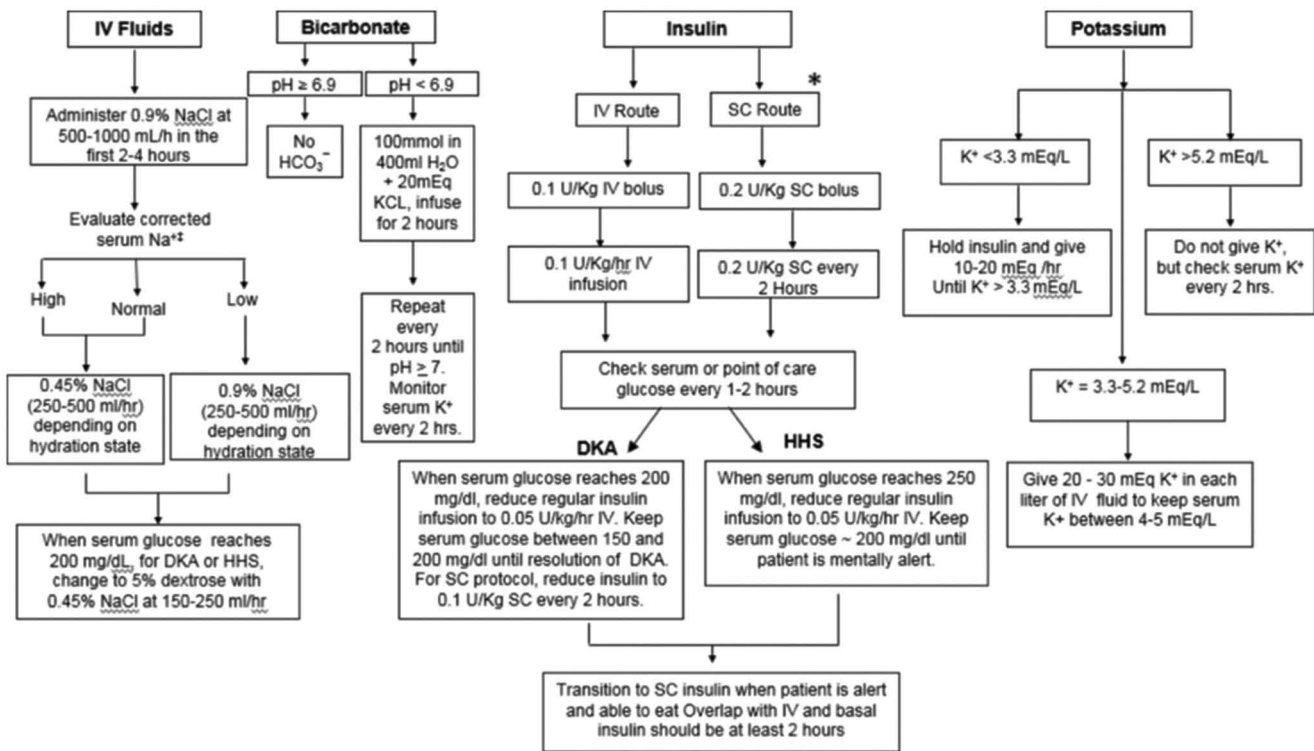 IV Fluids
Administer 0.9% NaCl at
500-1000 mL/h in the
first 2-4 hours
Evaluate corrected
serum Na⁺‡
High
Normal
Low
0.45% NaCl
(250-500 ml/hr)
depending on
hydration state
0.9% NaCl
(250-500 ml/hr)
depending on
hydration state
When serum glucose reaches
200 mg/dL, for DKA or HHS,
change to 5% dextrose with
0.45% NaCl at 150-250 ml/hr
Bicarbonate
pH ≥ 6.9
No
HCO₃⁻
pH < 6.9
100mmol in
400ml H₂O
+ 20mEq
KCL, infuse
for 2 hours
Repeat
every
2 hours until
pH ≥ 7.
Monitor
serum K⁺
every 2 hrs.
Insulin
IV Route
0.1 U/Kg IV bolus
0.1 U/Kg/hr IV
infusion
*
SC Route
0.2 U/Kg SC bolus
0.2 U/Kg SC every
2 Hours
Check serum or point of care
glucose every 1-2 hours
DKA
When serum glucose reaches 200
mg/dl, reduce regular insulin
infusion to 0.05 U/kg/hr IV. Keep
serum glucose between 150 and
200 mg/dl until resolution of DKA.
For SC protocol, reduce insulin to
0.1 U/Kg SC every 2 hours.
HHS
When serum glucose reaches 250
mg/dl, reduce regular insulin
infusion to 0.05 U/kg/hr IV. Keep
serum glucose ~ 200 mg/dl until
patient is mentally alert.
Transition to SC insulin when patient is alert
and able to eat Overlap with IV and basal
insulin should be at least 2 hours
Potassium
K⁺ <3.3 mEq/L
Hold insulin and give
10-20 mEq /hr
Until K⁺ > 3.3 mEq/L
K⁺ >5.2 mEq/L
Do not give K⁺,
but check serum K⁺
every 2 hrs.
K⁺ = 3.3-5.2 mEq/L
Give 20 - 30 mEq K⁺ in each
liter of IV fluid to keep serum
K+ between 4-5 mEq/L